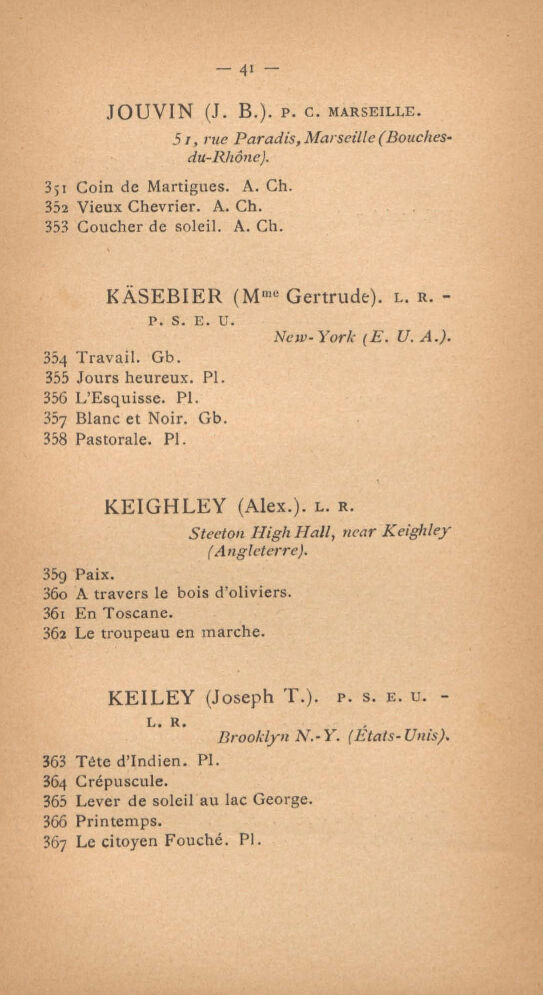 — 41 —
JOUVIN (J. B.). P. C. MARSEILLE.
51, rue Paradis, Marseille (Bouches-
du-Rhône).
351 Coin de Martigues. A. Ch.
352 Vieux Chevrier. A. Ch.
353 Coucher de soleil. A. Ch.
KÄSEBIER (Mme Gertrude). L. R. -
P. S. E. U.
New-York (E. U. A.).
354 Travail. Gb.
355 Jours heureux. Pl.
356 L'Esquisse. Pl.
357 Blanc et Noir. Gb.
358 Pastorale. Pl.
KEIGHLEY (Alex.). L. R.
Steeton High Hall, near Keighley
(Angleterre).
359 Paix.
360 A travers le bois d'oliviers.
361 En Toscane.
362 Le troupeau en marche.
KEILEY (Joseph T.). P. S. E. U. -
L. R.
Brooklyn N.-Y. (États-Unis).
363 Tête d'Indien. Pl.
364 Crépuscule.
365 Lever de soleil au lac George.
366 Printemps.
367 Le citoyen Fouché. Pl.